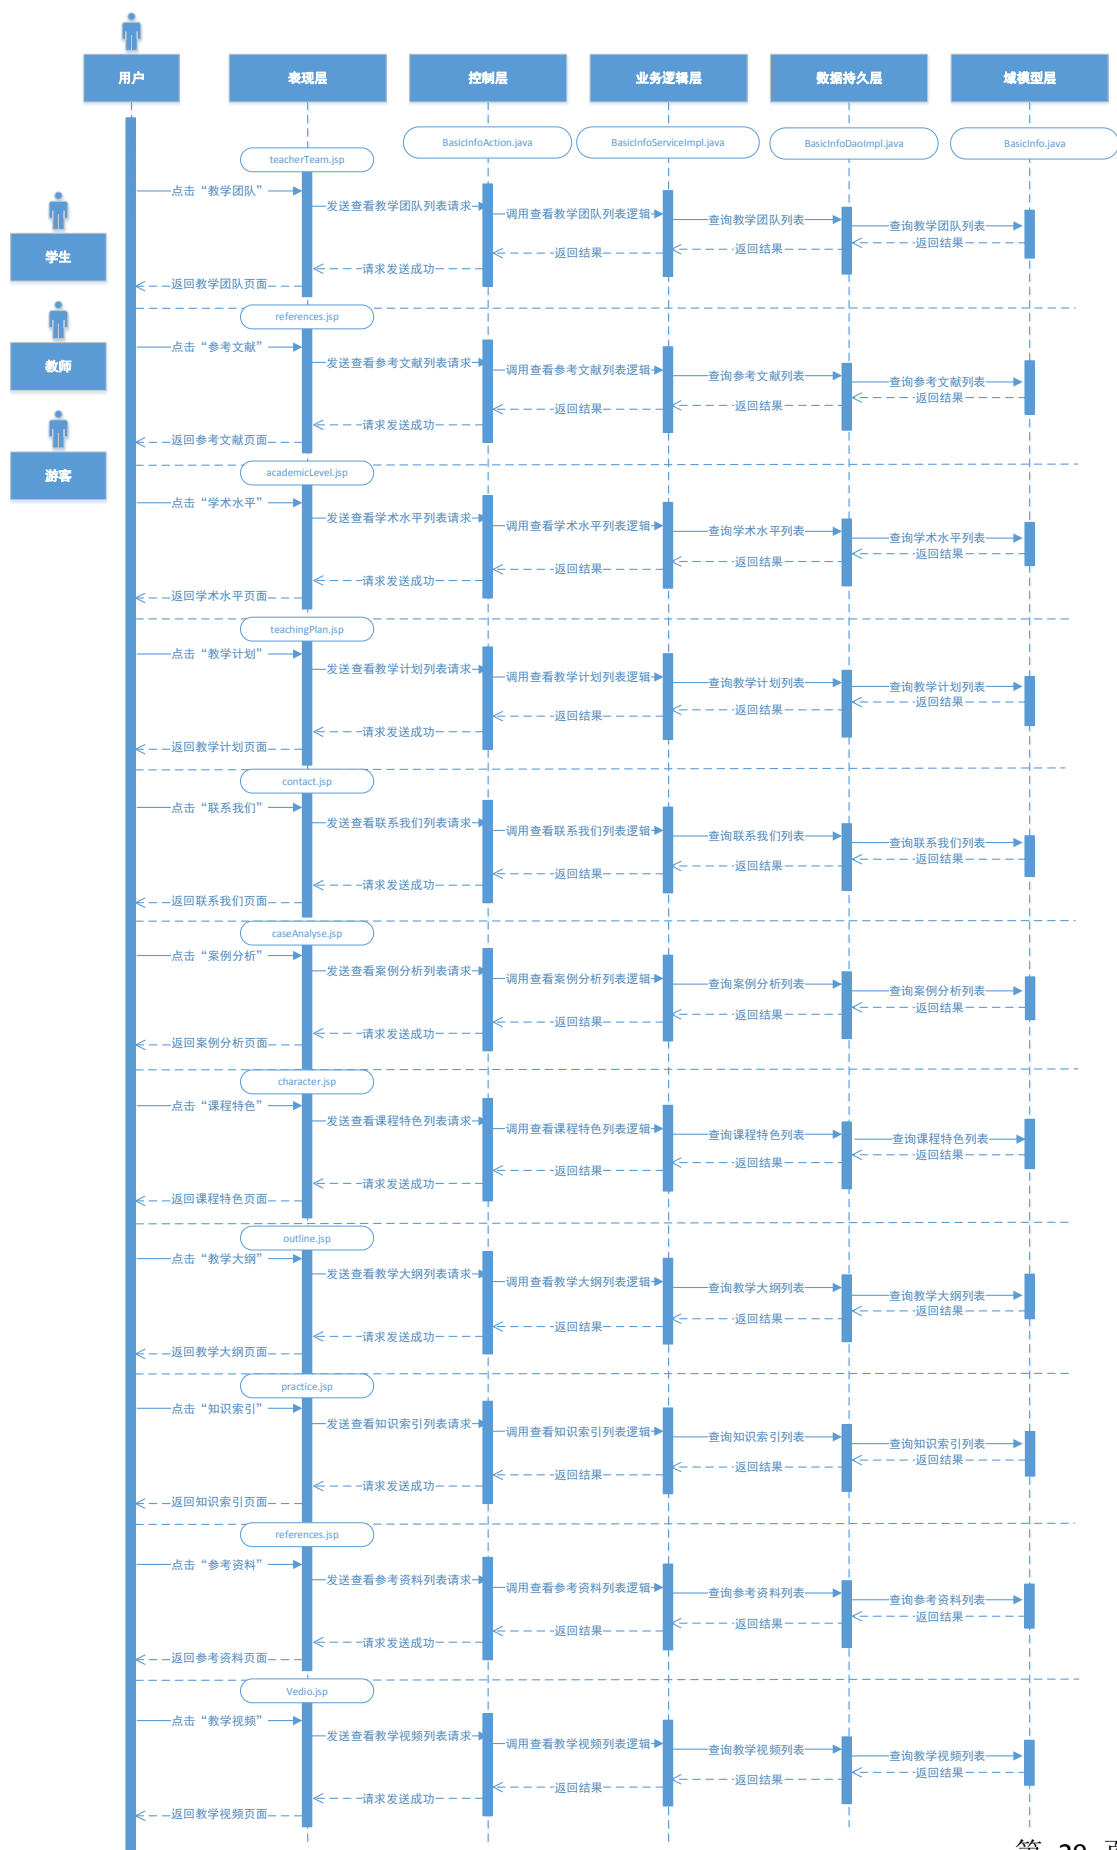 用户 表现层 控制层 业务逻辑层 数据持久层 域模型层
BasicInfoAction.java BasicInfoServiceImpl.java BasicInfoDaoImpl.java BasicInfo.java
学生
教师
游客
teacherTeam.jsp
点击“教学团队”
发送查看教学团队列表请求 调用查看教学团队列表逻辑 查询教学团队列表 查询教学团队列表
请求发送成功 返回结果 返回结果 返回结果
返回教学团队页面
references.jsp
点击“参考文献”
发送查看参考文献列表请求 调用查看参考文献列表逻辑 查询参考文献列表 查询参考文献列表
请求发送成功 返回结果 返回结果 返回结果
返回参考文献页面
academicLevel.jsp
点击“学术水平”
发送查看学术水平列表请求 调用查看学术水平列表逻辑 查询学术水平列表 查询学术水平列表
请求发送成功 返回结果 返回结果 返回结果
返回学术水平页面
teachingPlan.jsp
点击“教学计划”
发送查看教学计划列表请求 调用查看教学计划列表逻辑 查询教学计划列表 查询教学计划列表
请求发送成功 返回结果 返回结果 返回结果
返回教学计划页面
contact.jsp
点击“联系我们”
发送查看联系我们列表请求 调用查看联系我们列表逻辑 查询联系我们列表 查询联系我们列表
请求发送成功 返回结果 返回结果 返回结果
返回联系我们页面
caseAnalyse.jsp
点击“案例分析”
发送查看案例分析列表请求 调用查看案例分析列表逻辑 查询案例分析列表 查询案例分析列表
请求发送成功 返回结果 返回结果 返回结果
返回案例分析页面
character.jsp
点击“课程特色”
发送查看课程特色列表请求 调用查看课程特色列表逻辑 查询课程特色列表 查询课程特色列表
请求发送成功 返回结果 返回结果 返回结果
返回课程特色页面
outline.jsp
点击“教学大纲”
发送查看教学大纲列表请求 调用查看教学大纲列表逻辑 查询教学大纲列表 查询教学大纲列表
请求发送成功 返回结果 返回结果 返回结果
返回教学大纲页面
practice.jsp
点击“知识索引”
发送查看知识索引列表请求 调用查看知识索引列表逻辑 查询知识索引列表 查询知识索引列表
请求发送成功 返回结果 返回结果 返回结果
返回知识索引页面
references.jsp
点击“参考资料”
发送查看参考资料列表请求 调用查看参考资料列表逻辑 查询参考资料列表 查询参考资料列表
请求发送成功 返回结果 返回结果 返回结果
返回参考资料页面
Vedio.jsp
点击“教学视频”
发送查看教学视频列表请求 调用查看教学视频列表逻辑 查询教学视频列表 查询教学视频列表
请求发送成功 返回结果 返回结果 返回结果
返回教学视频页面
第 29 页